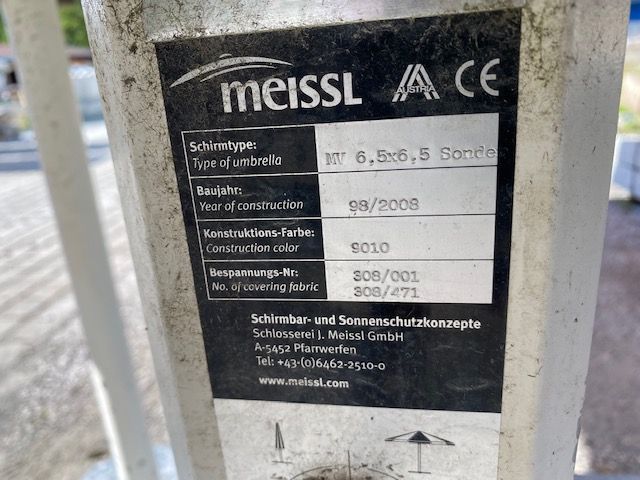 meissl
AUSTRIA
CE
Schirmtype:
Type of umbrella
MV 6,5x6,5 Sonde
Baujahr:
Year of construction
98/2008
Konstruktions-Farbe:
Construction color
9010
Bespannungs-Nr:
No. of covering fabric
308/001
308/471
Schirmbar- und Sonnenschutzkonzepte
Schlosserei J. Meissl GmbH
A-5452 Pfarrwerfen
Tel: +43-(0)6462-2510-0
www.meissl.com